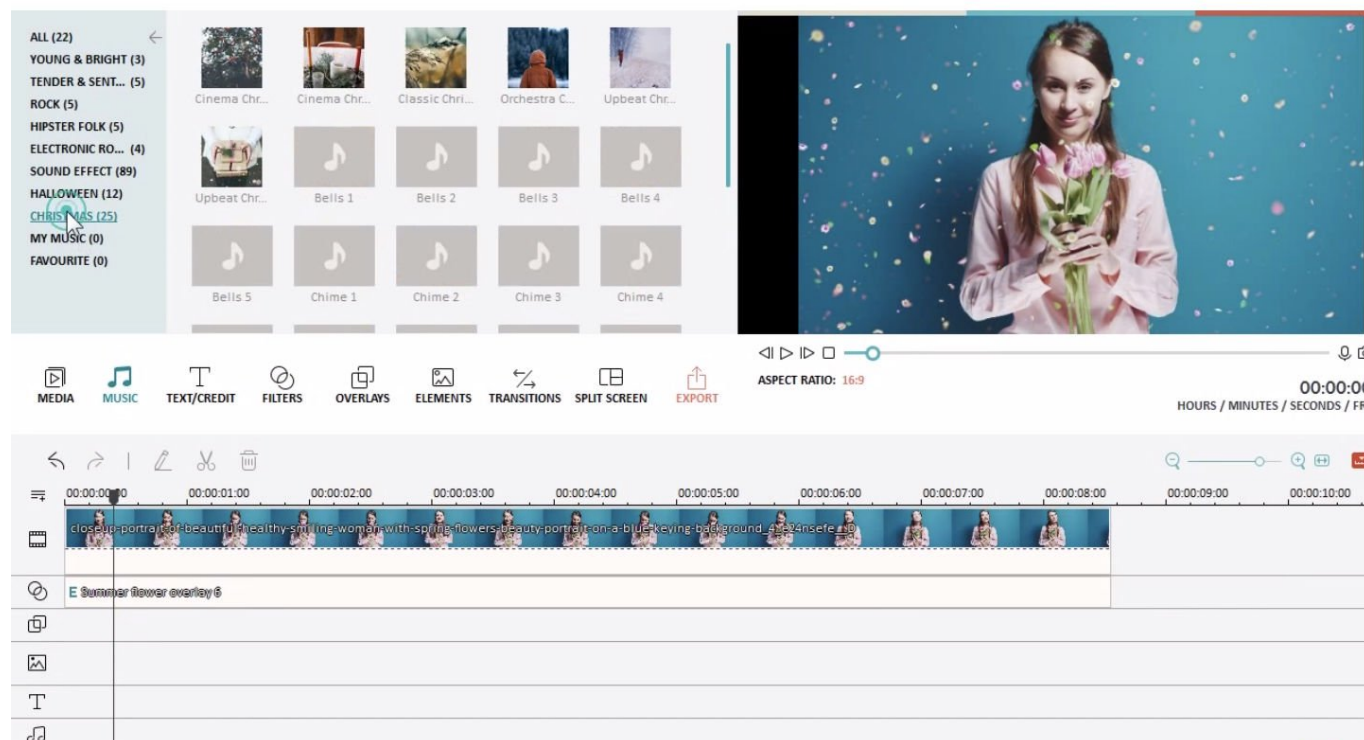 ALL (22)
YOUNG & BRIGHT (3)
TENDER & SENT... (5)
ROCK (5)
HIPSTER FOLK (5)
ELECTRONIC RO... (4)
SOUND EFFECT (89)
HALLOWEEN (12)
CHRISTMAS (25)
MY MUSIC (0)
FAVOURITE (0)
Cinema Chr... Cinema Chr... Classic Chri... Orchestra C... Upbeat Chr...
Upbeat Chr... Bells 1 Bells 2 Bells 3 Bells 4
Bells 5 Chime 1 Chime 2 Chime 3 Chime 4
MEDIA MUSIC TEXT/CREDIT FILTERS OVERLAYS ELEMENTS TRANSITIONS SPLIT SCREEN EXPORT
ASPECT RATIO: 16:9
00:00:0
HOURS / MINUTES / SECONDS / FR
00:00:00:00 00:00:01:00 00:00:02:00 00:00:03:00 00:00:04:00 00:00:05:00 00:00:06:00 00:00:07:00 00:00:08:00 00:00:09:00 00:00:10:00
closeup-portrait-of-beautiful-healthy-smiling-woman-with-spring-flowers-beauty-portrait-on-a-blue-keying-background
E Summer flower overlay 6